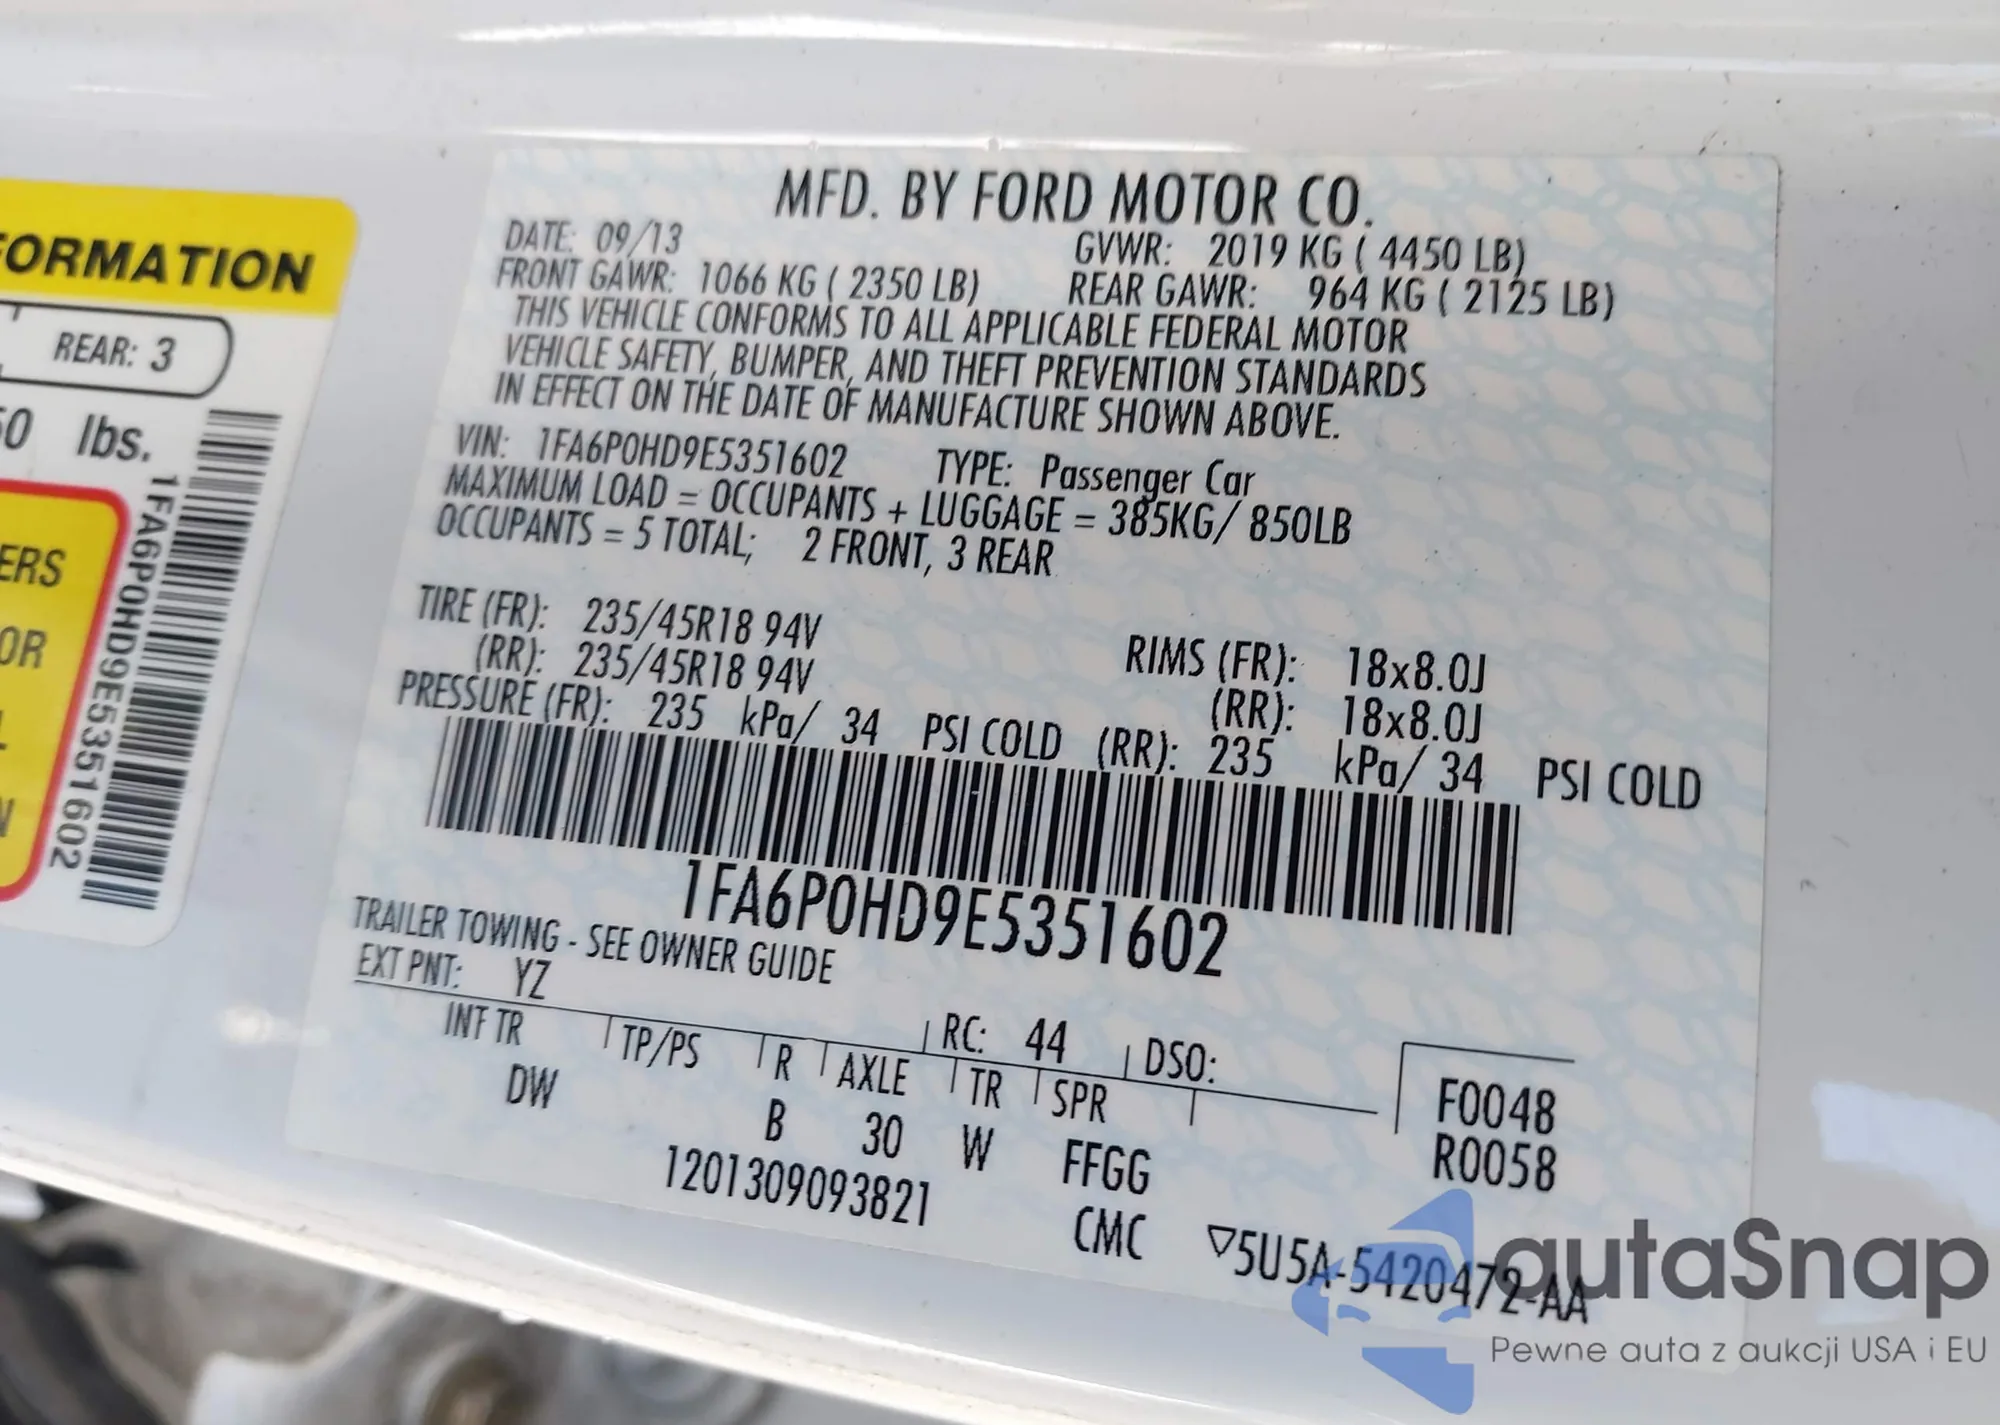 FORMATION
REAR: 3
50 lbs.
ERS
OR
L
N
1FA6P0HD9E5351602
MFD. BY FORD MOTOR CO.
DATE: 09/13 GVWR: 2019 KG ( 4450 LB)
FRONT GAWR: 1066 KG ( 2350 LB) REAR GAWR: 964 KG ( 2125 LB)
THIS VEHICLE CONFORMS TO ALL APPLICABLE FEDERAL MOTOR
VEHICLE SAFETY, BUMPER, AND THEFT PREVENTION STANDARDS
IN EFFECT ON THE DATE OF MANUFACTURE SHOWN ABOVE.
VIN: 1FA6P0HD9E5351602 TYPE: Passenger Car
MAXIMUM LOAD = OCCUPANTS + LUGGAGE = 385KG/ 850LB
OCCUPANTS = 5 TOTAL; 2 FRONT, 3 REAR
TIRE (FR): 235/45R18 94V RIMS (FR): 18x8.0J
(RR): 235/45R18 94V (RR): 18x8.0J
PRESSURE (FR): 235 kPa/ 34 PSI COLD (RR): 235 kPa/ 34 PSI COLD
1FA6P0HD9E5351602
TRAILER TOWING - SEE OWNER GUIDE
EXT PNT: YZ RC: 44 DSO:
INT TR TP/PS R AXLE TR SPR F0048
DW B 30 W FFGG R0058
1201309093821 CMC ▽5U5A-5420472-AA
autaSnap
Pewne auta z aukcji USA i EU